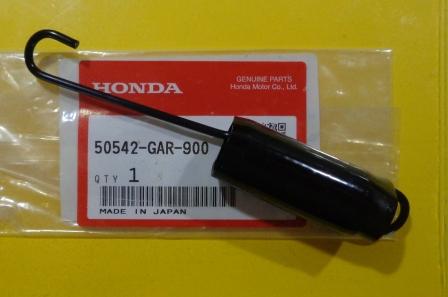 HONDA
GENUINE PARTS
Honda Motor Co., Ltd.
50542-GAR-900
QTY 1
MADE IN JAPAN